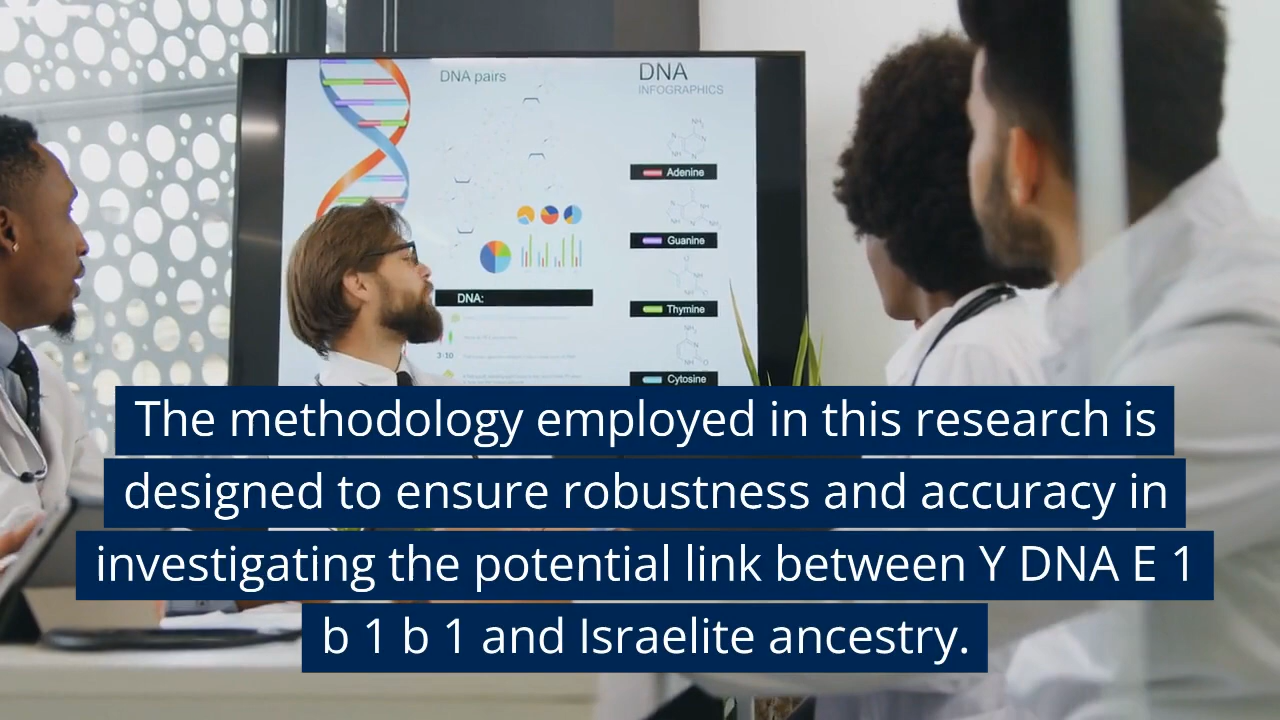 DNA pairs
DNA
INFOGRAPHICS
NH₂
Adenine
Guanine
Thymine
Cytosine
DNA:
3-10
The methodology employed in this research is
designed to ensure robustness and accuracy in
investigating the potential link between Y DNA E 1
b 1 b 1 and Israelite ancestry.